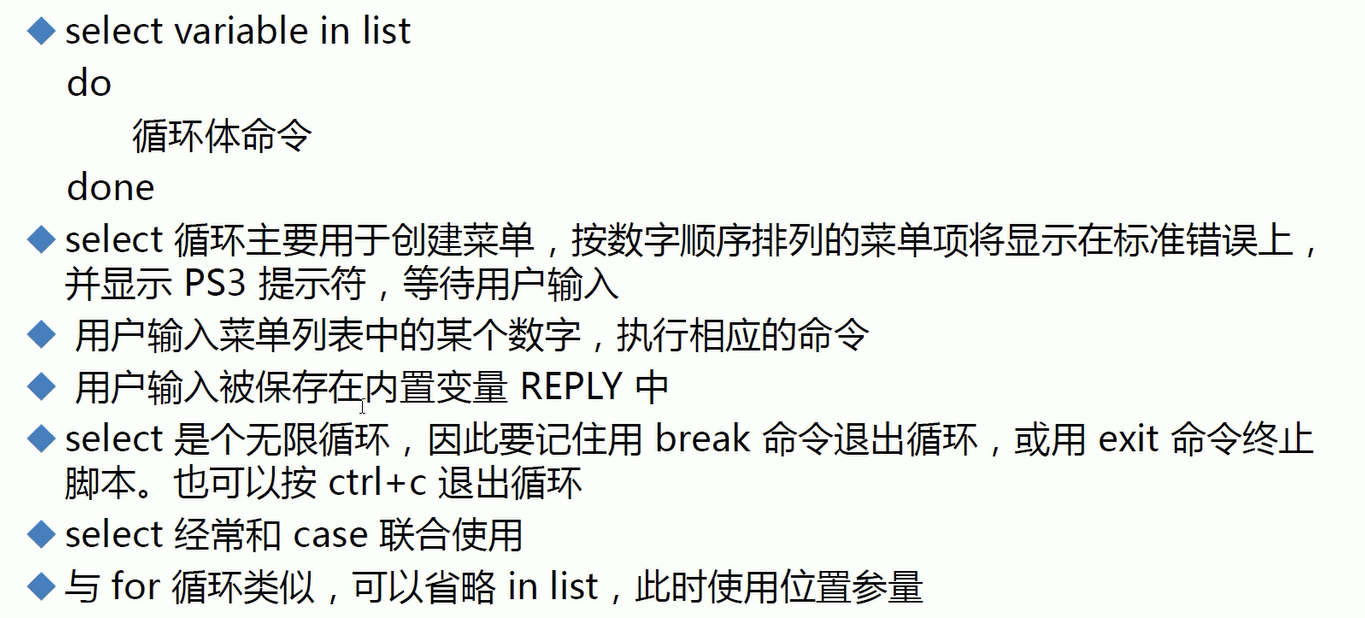 select variable in list
do
循环体命令
done
select 循环主要用于创建菜单，按数字顺序排列的菜单项将显示在标准错误上，
并显示 PS3 提示符，等待用户输入
用户输入菜单列表中的某个数字，执行相应的命令
用户输入被保存在内置变量 REPLY 中
select 是个无限循环，因此要记住用 break 命令退出循环，或用 exit 命令终止
脚本。也可以按 ctrl+c 退出循环
select 经常和 case 联合使用
与 for 循环类似，可以省略 in list，此时使用位置参量